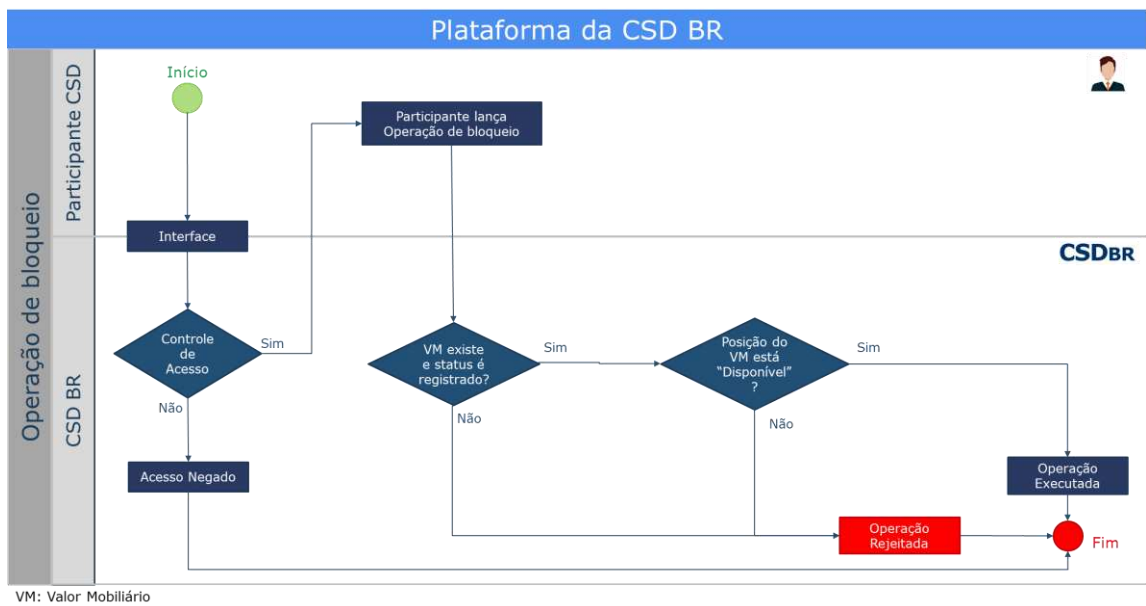 Plataforma da CSD BR
Operação de bloqueio
Participante CSD
Início
Participante lança
Operação de bloqueio
Interface
CSD BR
CSDBR
Controle
de
Acesso
Sim
Não
VM existe
e status é
registrado?
Sim
Não
Posição do
VM está
“Disponível”
?
Sim
Não
Acesso Negado
Operação
Executada
Operação
Rejeitada
Fim
VM: Valor Mobiliário